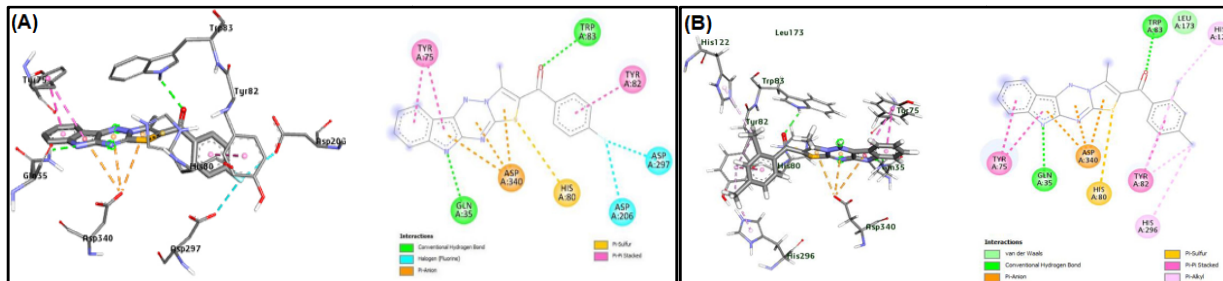 (A)
Trp83
Tyr75
Tyr82
Gln35
His80
Asp206
Asp340
Asp297
TRP
A:83
TYR
A:75
TYR
A:82
ASP
A:340
GLN
A:35
HIS
A:80
ASP
A:297
ASP
A:206
Interactions
Conventional Hydrogen Bond
Halogen (Fluorine)
Pi-Anion
Pi-Sulfur
Pi-Pi Stacked
(B)
Leu173
His122
Trp83
Tyr82
Tyr75
His80
Asp340
His296
TRP
A:83
LEU
A:173
TYR
A:75
GLN
A:35
ASP
A:340
HIS
A:80
TYR
A:82
HIS
A:296
Interactions
van der Waals
Conventional Hydrogen Bond
Pi-Anion
Pi-Sulfur
Pi-Pi Stacked
Pi-Alkyl